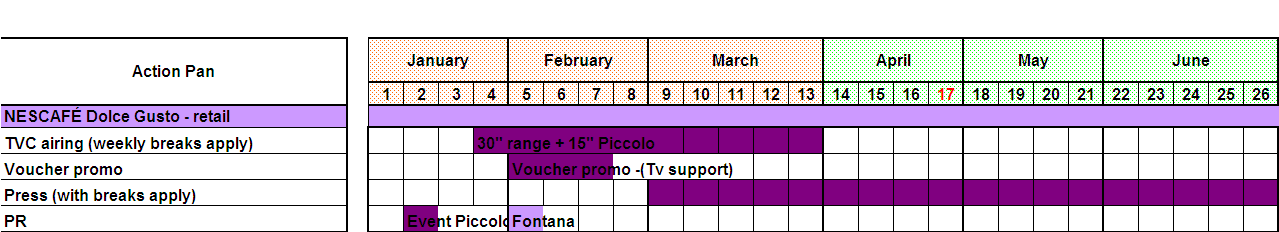 Action Pan January February March April May June
1 2 3 4 5 6 7 8 9 10 11 12 13 14 15 16 17 18 19 20 21 22 23 24 25 26
NESCAFÉ Dolce Gusto - retail
TVC airing (weekly breaks apply) 30" range + 15" Piccolo
Voucher promo Voucher promo -(Tv support)
Press (with breaks apply)
PR Event Piccolo Fontana